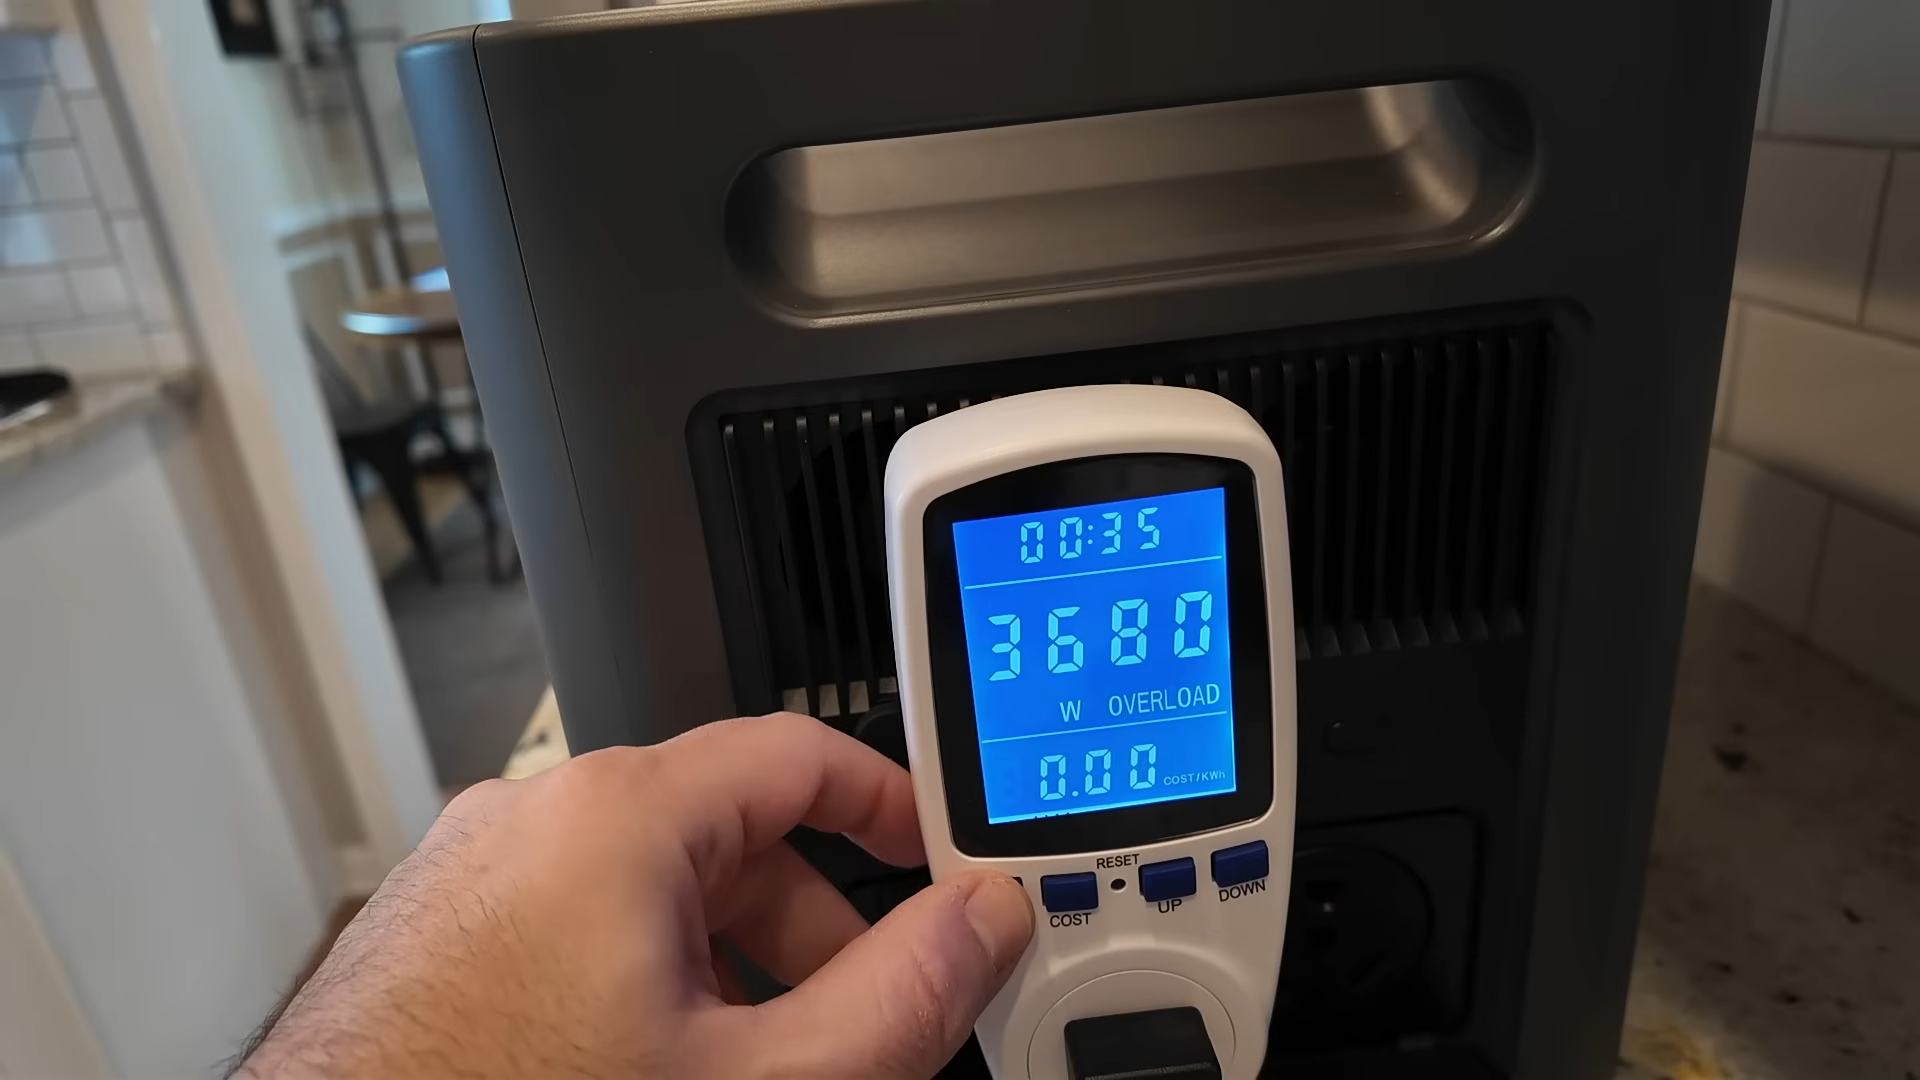 00:35
3680
W OVERLOAD
0.00 COST/KWh
RESET
COST UP DOWN